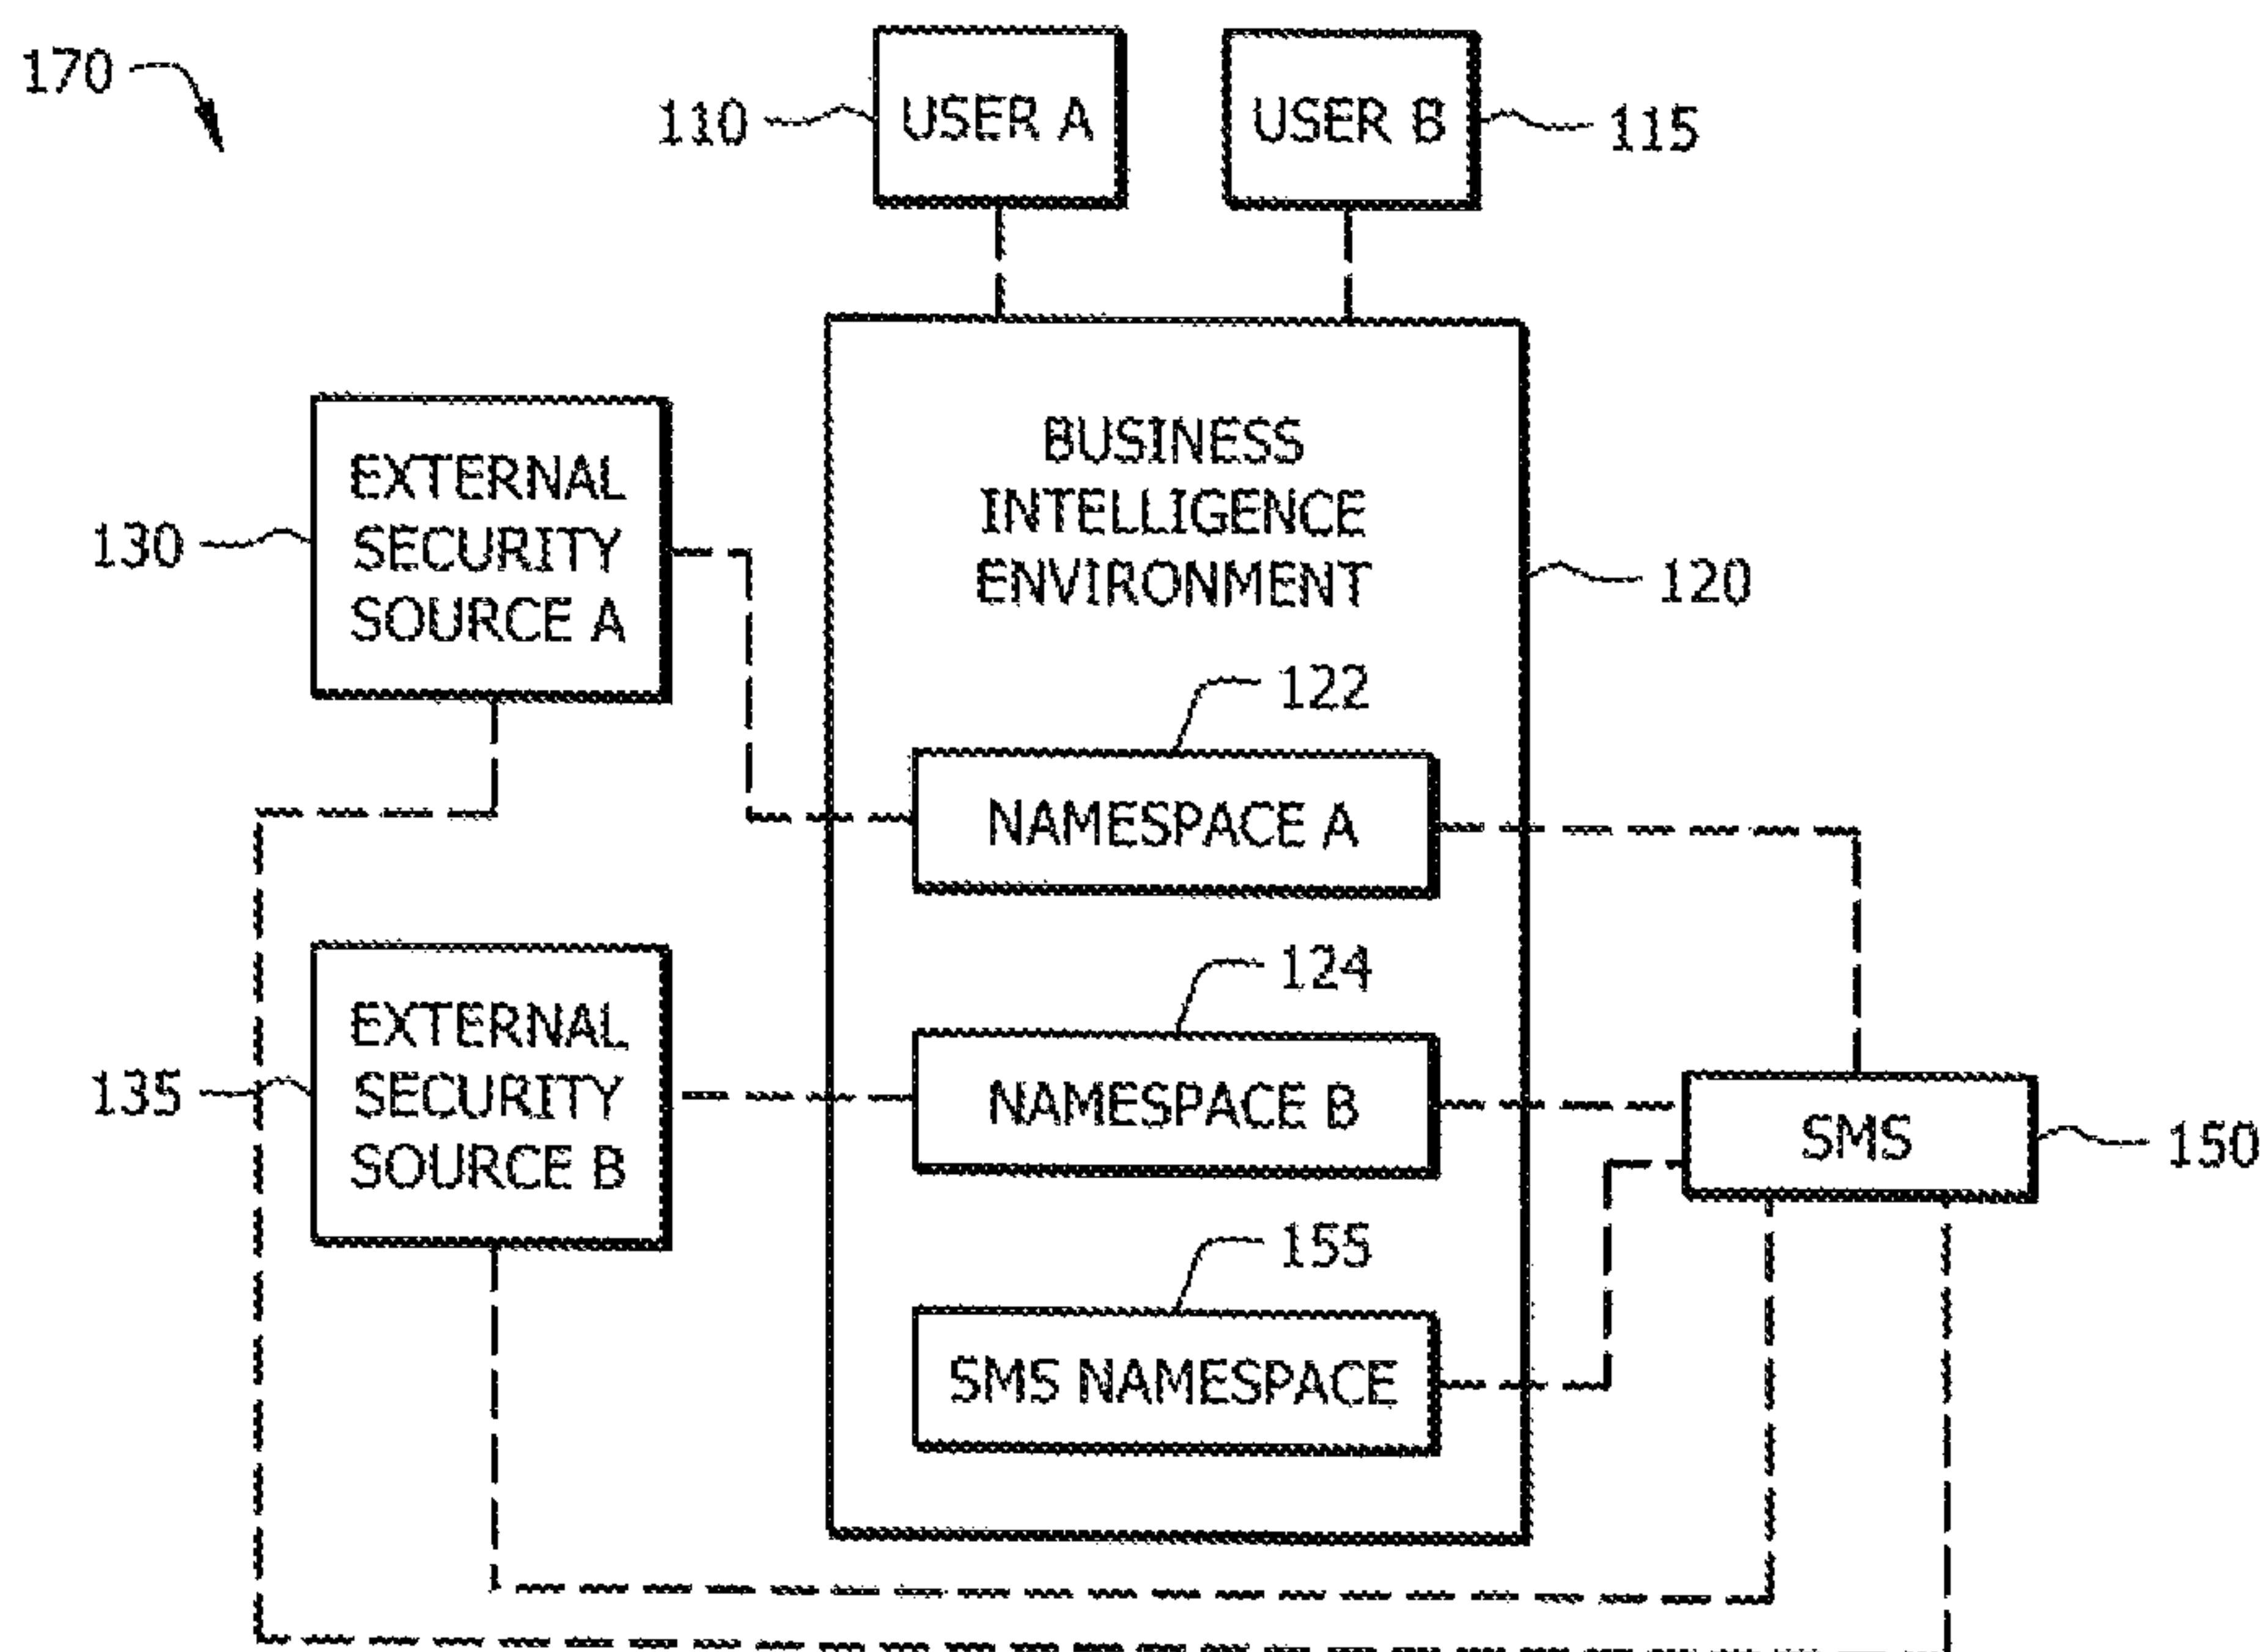 170
110
USER A
USER B
115
EXTERNAL
SECURITY
SOURCE A
130
BUSINESS
INTELLIGENCE
ENVIRONMENT
120
122
NAMESPACE A
124
EXTERNAL
SECURITY
SOURCE B
135
NAMESPACE B
SMS
150
155
SMS NAMESPACE